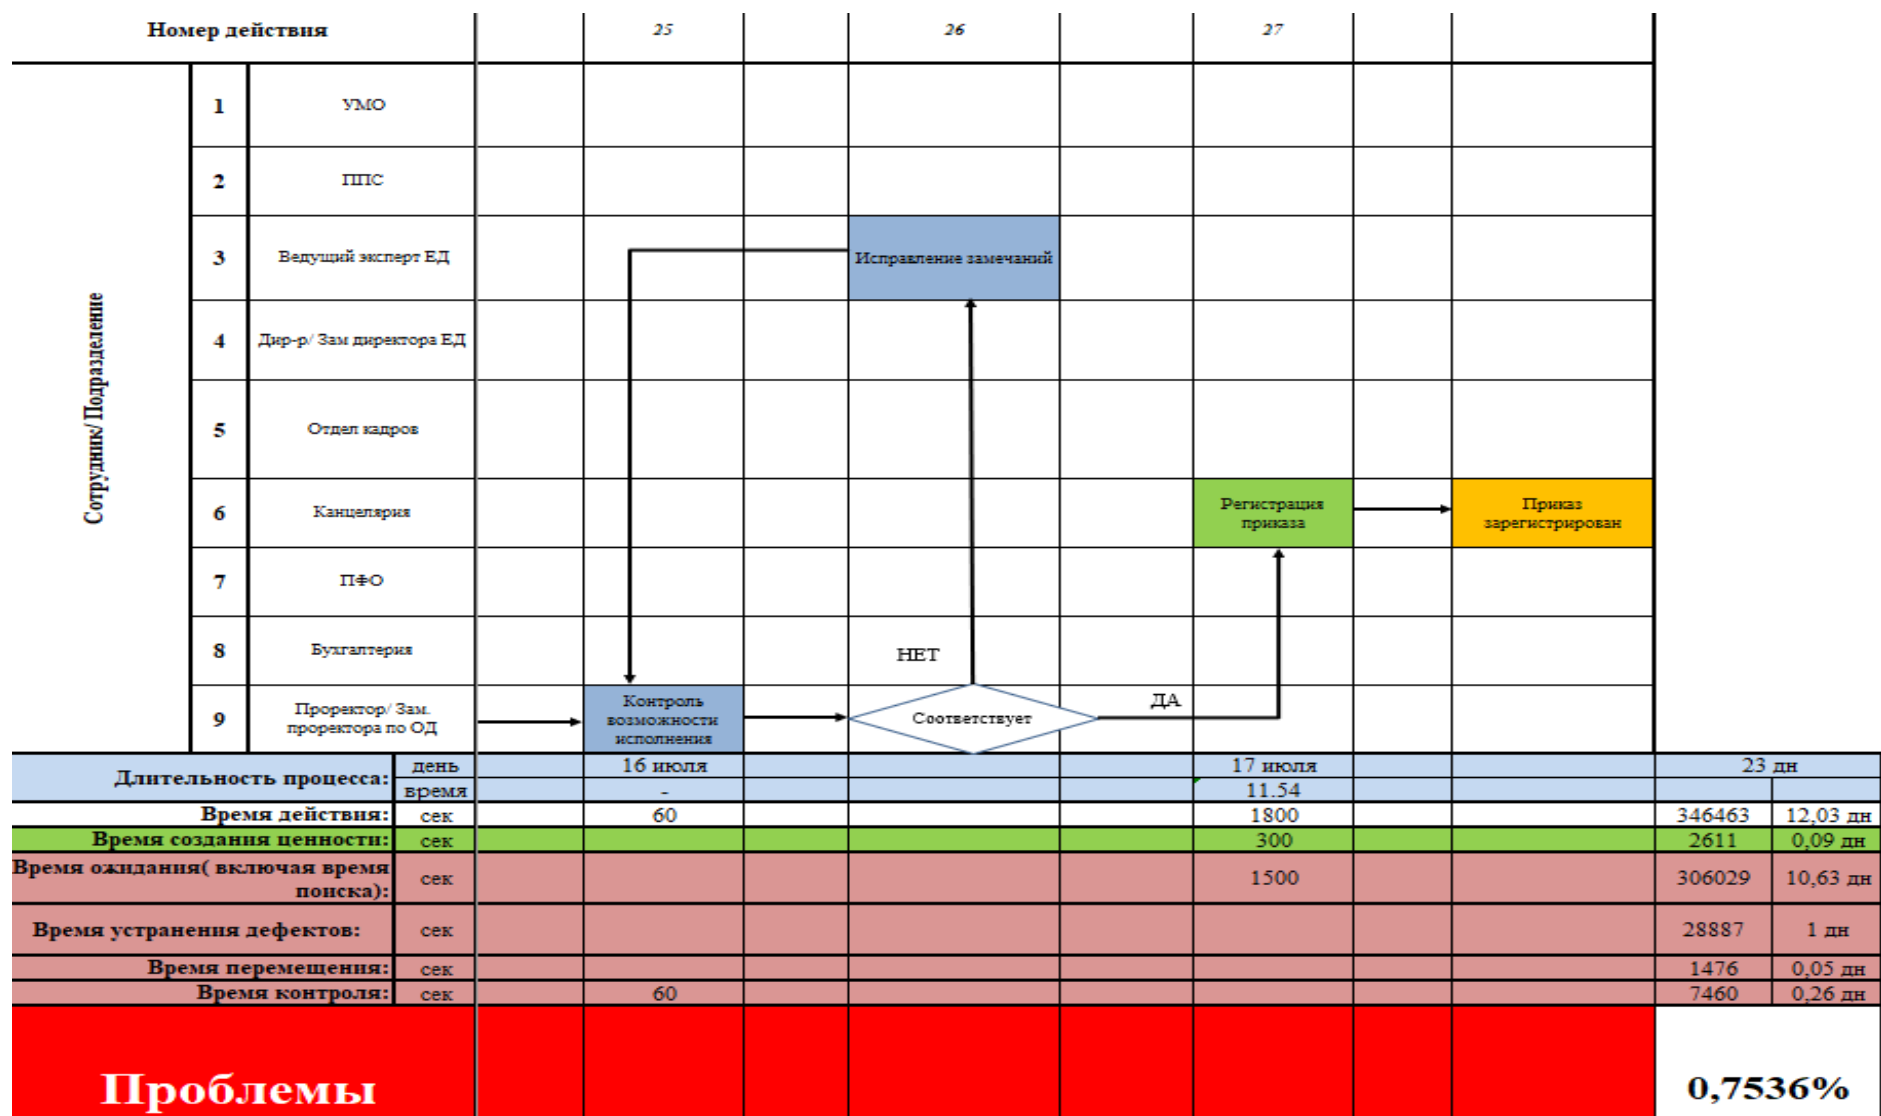 Номер действия 25 26 27
Сотрудник/ Подразделение
1 УМО
2 ППС
3 Ведущий эксперт ЕД Исправление замечаний
4 Дир-р/ Зам директора ЕД
5 Отдел кадров
6 Канцелярия Регистрация Приказ
приказа зарегистрирован
7 ПФО
8 Бухгалтерия НЕТ
9 Проректор/ Зам.
проректора по ОД
Контроль
возможности
исполнения
Соответствует
ДА
Длительность процесса: день 16 июля 17 июля 23 дн
время - 11.54
Время действия: сек 60 1800 346463 12,03 дн
Время создания ценности: сек 300 2611 0,09 дн
Время ожидания( включая время
поиска): сек 1500 306029 10,63 дн
Время устранения дефектов: сек 28887 1 дн
Время перемещения: сек 1476 0,05 дн
Время контроля: сек 60 7460 0,26 дн
Проблемы 0,7536%